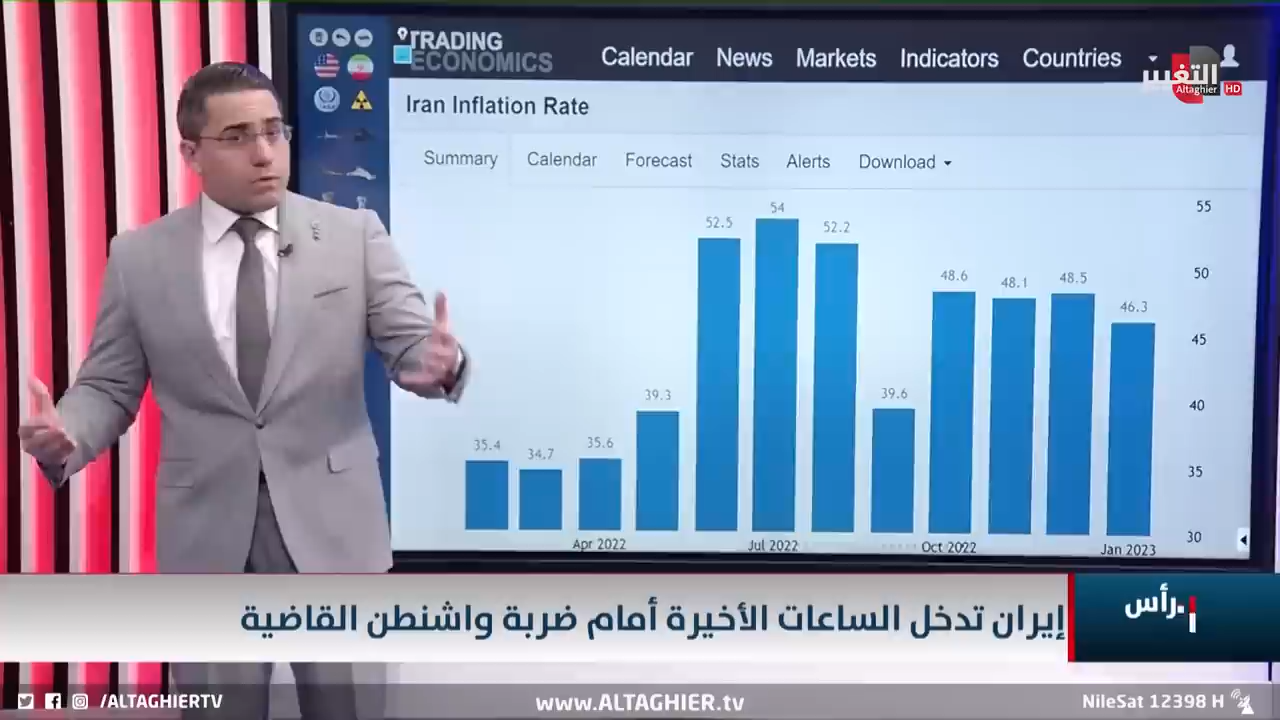 TRADING
ECONOMICS
Calendar News Markets Indicators Countries
التغيير
Altaghier HD
Iran Inflation Rate
Summary Calendar Forecast Stats Alerts Download
35.4 34.7 35.6 39.3 52.5 54 52.2 39.6 48.6 48.1 48.5 46.3
55
50
45
40
35
30
Apr 2022 Jul 2022 Oct 2022 Jan 2023
رأس
إيران تدخل الساعات الأخيرة أمام ضربة واشنطن القاضية
/ALTAGHIERTV
www.ALTAGHIER.tv
NileSat 12398 H